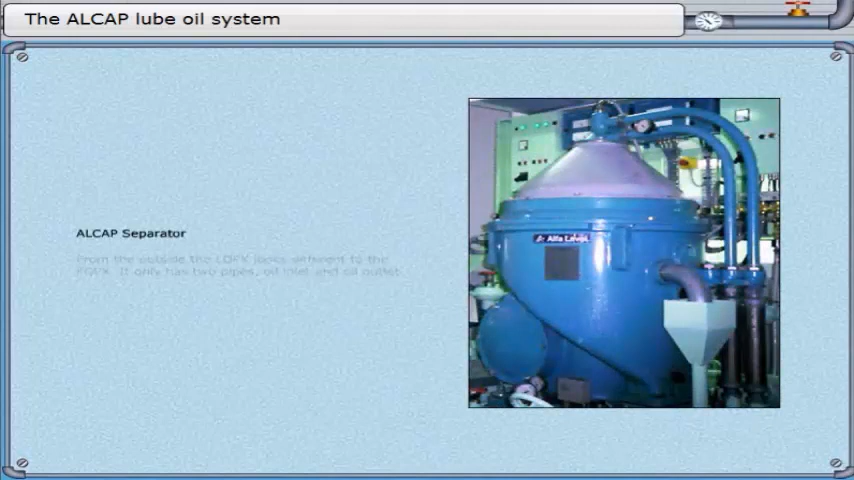 The ALCAP lube oil system
Alfa Laval
ALCAP Separator
From the outside the LOPX looks different to the
FOPX. It only has two pipes, oil inlet and oil outlet.